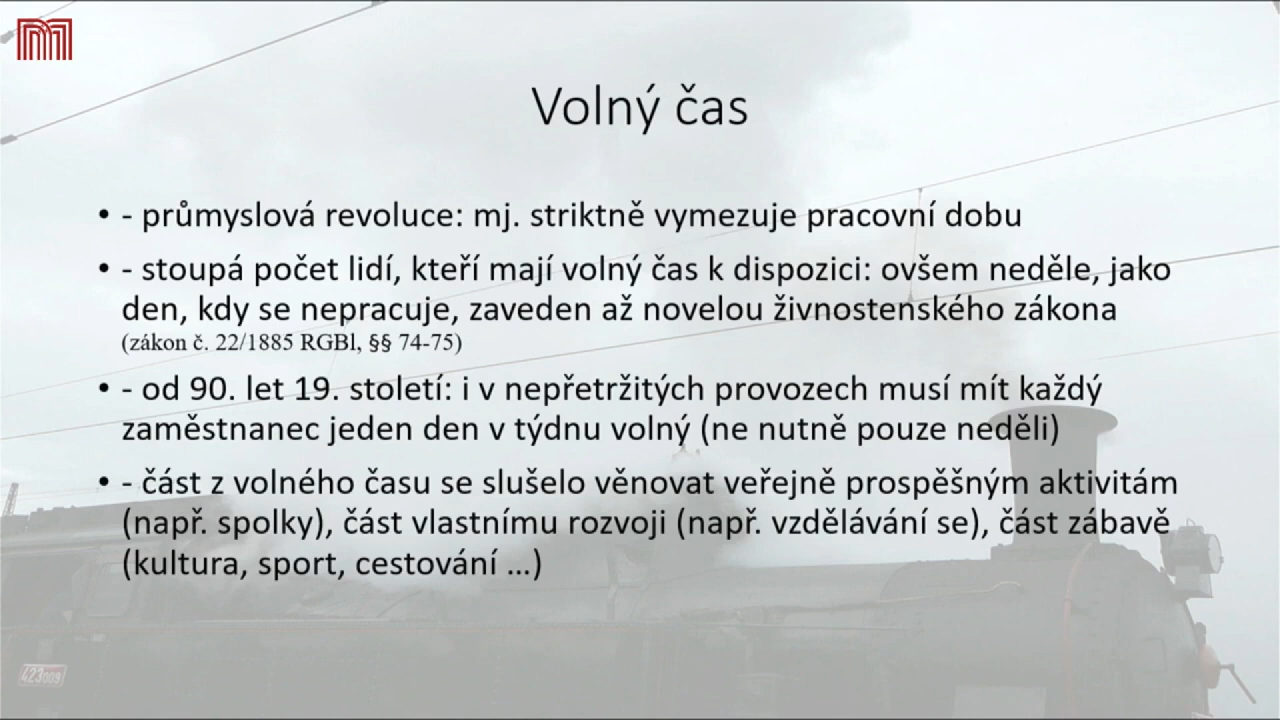 Volný čas
• - průmyslová revoluce: mj. striktně vymezuje pracovní dobu
• - stoupá počet lidí, kteří mají volný čas k dispozici: ovšem neděle, jako
den, kdy se nepracuje, zaveden až novelou živnostenského zákona
(zákon č. 22/1885 RGBl, §§ 74-75)
• - od 90. let 19. století: i v nepřetržitých provozech musí mít každý
zaměstnanec jeden den v týdnu volný (ne nutně pouze neděli)
• - část z volného času se slušelo věnovat veřejně prospěšným aktivitám
(např. spolky), část vlastnímu rozvoji (např. vzdělávání se), část zábavě
(kultura, sport, cestování …)
423009